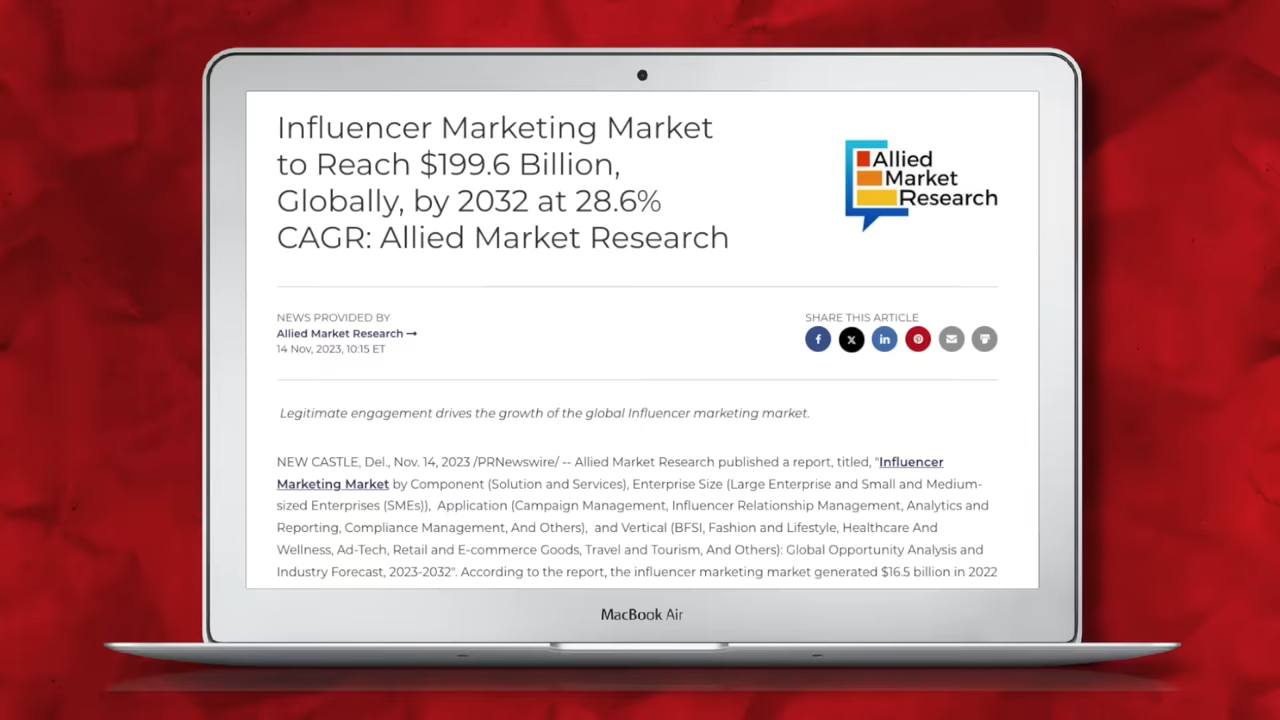 Influencer Marketing Market
to Reach $199.6 Billion,
Globally, by 2032 at 28.6%
CAGR: Allied Market Research
Allied
Market
Research
NEWS PROVIDED BY
Allied Market Research →
14 Nov, 2023, 10:15 ET
SHARE THIS ARTICLE
Legitimate engagement drives the growth of the global Influencer marketing market.
NEW CASTLE, Del., Nov. 14, 2023 /PRNewswire/ -- Allied Market Research published a report, titled, "Influencer
Marketing Market by Component (Solution and Services), Enterprise Size (Large Enterprise and Small and Medium-
sized Enterprises (SMEs)), Application (Campaign Management, Influencer Relationship Management, Analytics and
Reporting, Compliance Management, And Others), and Vertical (BFSI, Fashion and Lifestyle, Healthcare And
Wellness, Ad-Tech, Retail and E-commerce Goods, Travel and Tourism, And Others): Global Opportunity Analysis and
Industry Forecast, 2023-2032". According to the report, the influencer marketing market generated $16.5 billion in 2022
MacBook Air